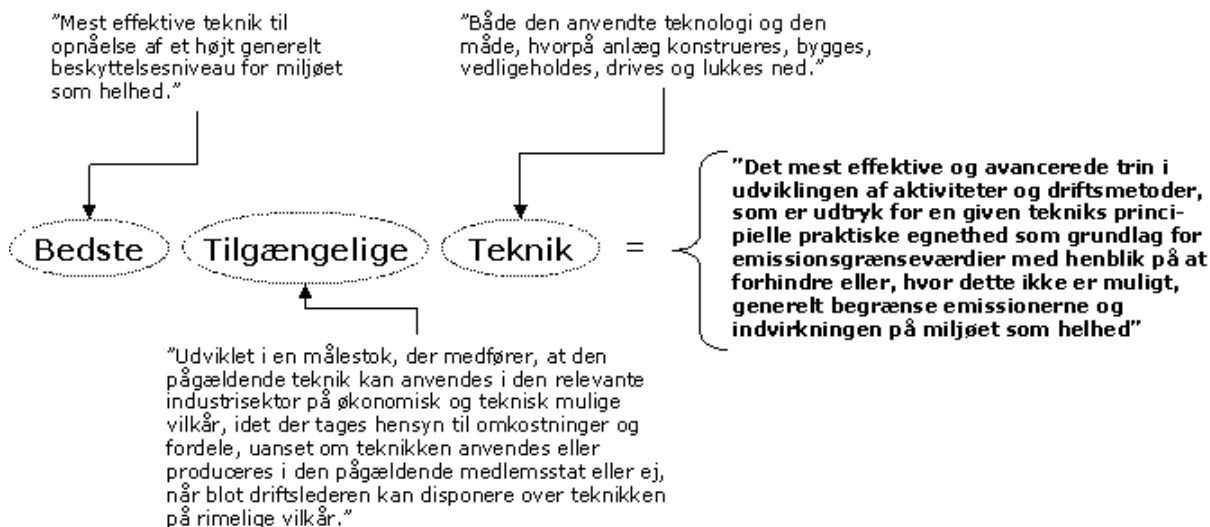 "Mest effektive teknik til
opnåelse af et højt generelt
beskyttelsesniveau for miljøet
som helhed."
"Både den anvendte teknologi og den
måde, hvorpå anlæg konstrueres, bygges,
vedligeholdes, drives og lukkes ned."
Bedste Tilgængelige Teknik =
"Det mest effektive og avancerede trin i
udviklingen af aktiviteter og driftsmetoder,
som er udtryk for en given tekniks princi-
pielle praktiske egnethed som grundlag for
emissionsgrænseværdier med henblik på at
forhindre eller, hvor dette ikke er muligt,
generelt begrænse emissionerne og
indvirkningen på miljøet som helhed"
"Udviklet i en målestok, der medfører, at den
pågældende teknik kan anvendes i den relevante
industrisektor på økonomisk og teknisk mulige
vilkår, idet der tages hensyn til omkostninger og
fordele, uanset om teknikken anvendes eller
produceres i den pågældende medlemsstat eller ej,
når blot driftslederen kan disponere over teknikken
på rimelige vilkår."